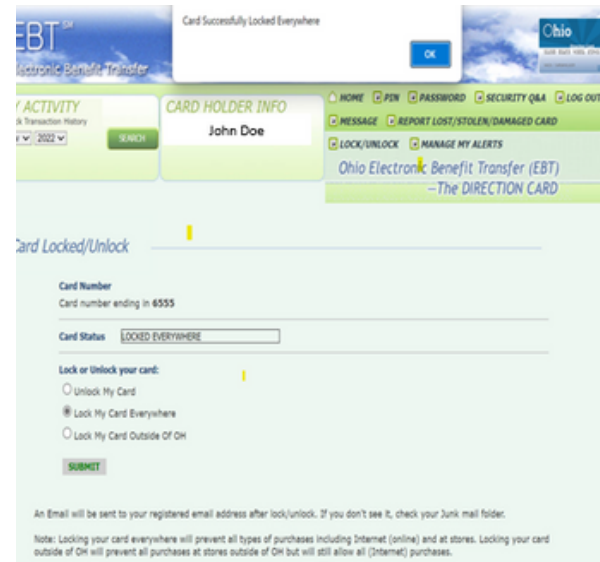 Card Successfully Locked Everywhere
OK
EBT SM
Electronic Benefit Transfer
Ohio
ACTIVITY
Transaction History
2022
SEARCH
CARD HOLDER INFO
John Doe
HOME PIN PASSWORD SECURITY Q&A LOG OUT
MESSAGE REPORT LOST/STOLEN/DAMAGED CARD
LOCK/UNLOCK MANAGE MY ALERTS
Ohio Electronic Benefit Transfer (EBT)
—The DIRECTION CARD
Card Locked/Unlock
Card Number
Card number ending in 6555
Card Status LOCKED EVERYWHERE
Lock or Unlock your card:
Unlock My Card
Lock My Card Everywhere
Lock My Card Outside Of OH
SUBMIT
An Email will be sent to your registered email address after lock/unlock. If you don't see it, check your Junk mail folder.
Note: Locking your card everywhere will prevent all types of purchases including Internet (online) and at stores. Locking your card
outside of OH will prevent all purchases at stores outside of OH but will still allow all (Internet) purchases.